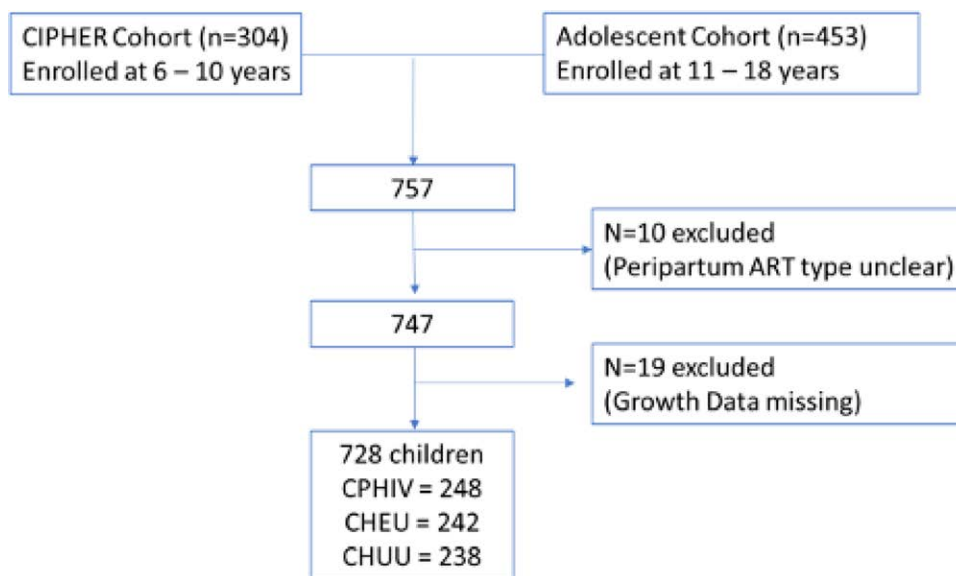 CIPHER Cohort (n=304)
Enrolled at 6 – 10 years
Adolescent Cohort (n=453)
Enrolled at 11 – 18 years
757
N=10 excluded
(Peripartum ART type unclear)
747
N=19 excluded
(Growth Data missing)
728 children
CPHIV = 248
CHEU = 242
CHUU = 238